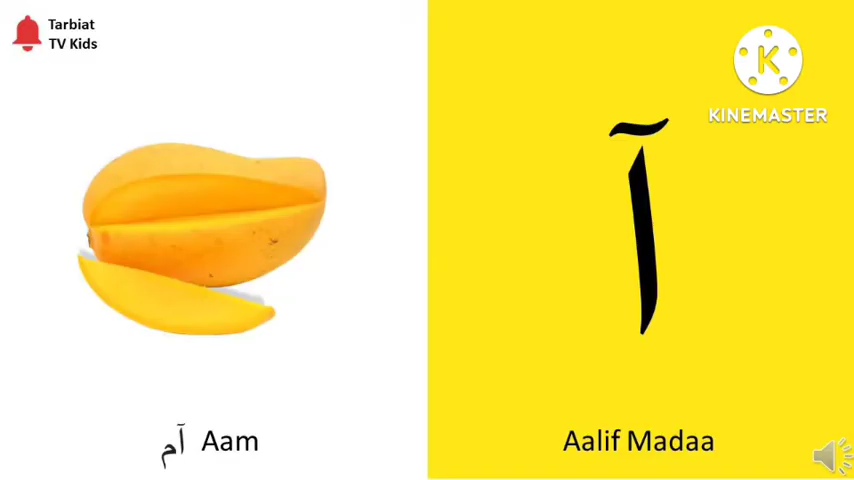 Tarbiat
TV Kids
KINEMASTER
آ
آم Aam
Aalif Madaa